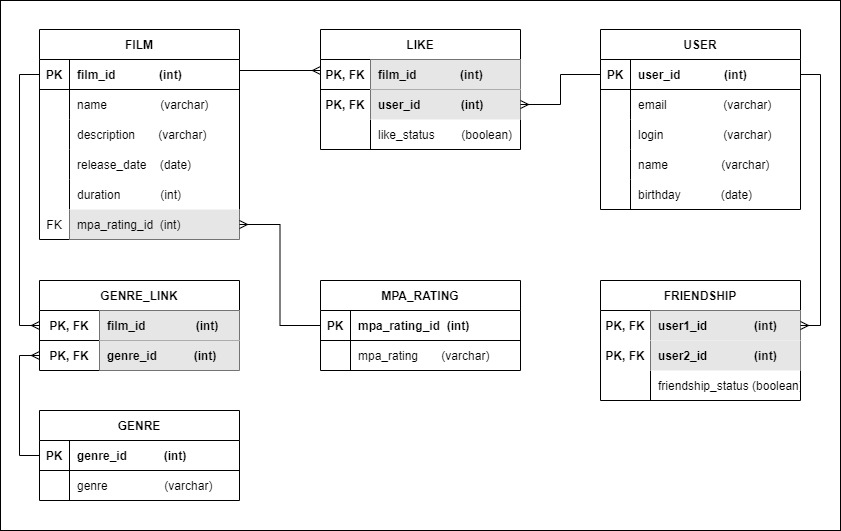 FILM
PK film_id (int)
name (varchar)
description (varchar)
release_date (date)
duration (int)
FK mpa_rating_id (int)
LIKE
PK, FK film_id (int)
PK, FK user_id (int)
like_status (boolean)
USER
PK user_id (int)
email (varchar)
login (varchar)
name (varchar)
birthday (date)
GENRE_LINK
PK, FK film_id (int)
PK, FK genre_id (int)
MPA_RATING
PK mpa_rating_id (int)
mpa_rating (varchar)
FRIENDSHIP
PK, FK user1_id (int)
PK, FK user2_id (int)
friendship_status (boolean
GENRE
PK genre_id (int)
genre (varchar)